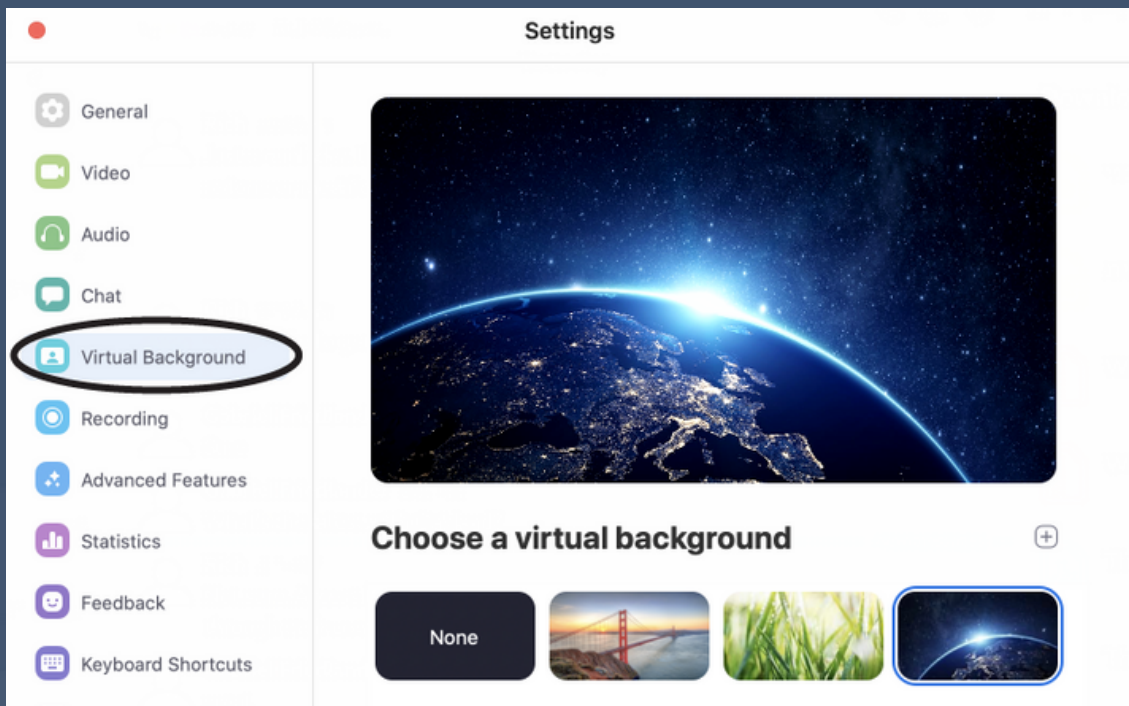 Settings
General
Video
Audio
Chat
Virtual Background
Recording
Advanced Features
Statistics
Feedback
Keyboard Shortcuts
Choose a virtual background
None